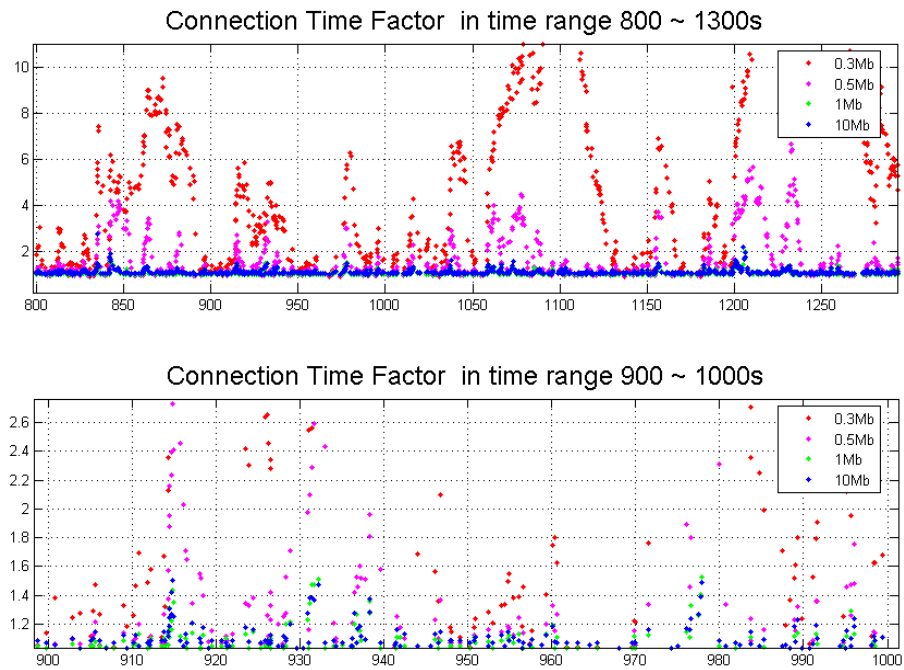 Connection Time Factor  in time range 800 ~ 1300s
10
8
6
4
2
0.3Mb
0.5Mb
1Mb
10Mb
800 850 900 950 1000 1050 1100 1150 1200 1250
Connection Time Factor  in time range 900 ~ 1000s
2.6
2.4
2.2
2
1.8
1.6
1.4
1.2
0.3Mb
0.5Mb
1Mb
10Mb
900 910 920 930 940 950 960 970 980 990 1000